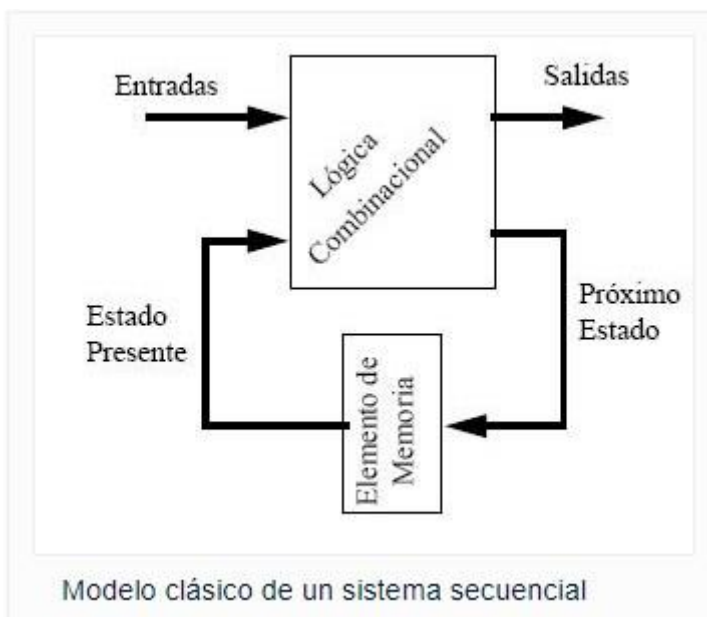 Entradas
Salidas
Lógica
Combinacional
Estado
Presente
Próximo
Estado
Elemento de
Memoria
Modelo clásico de un sistema secuencial